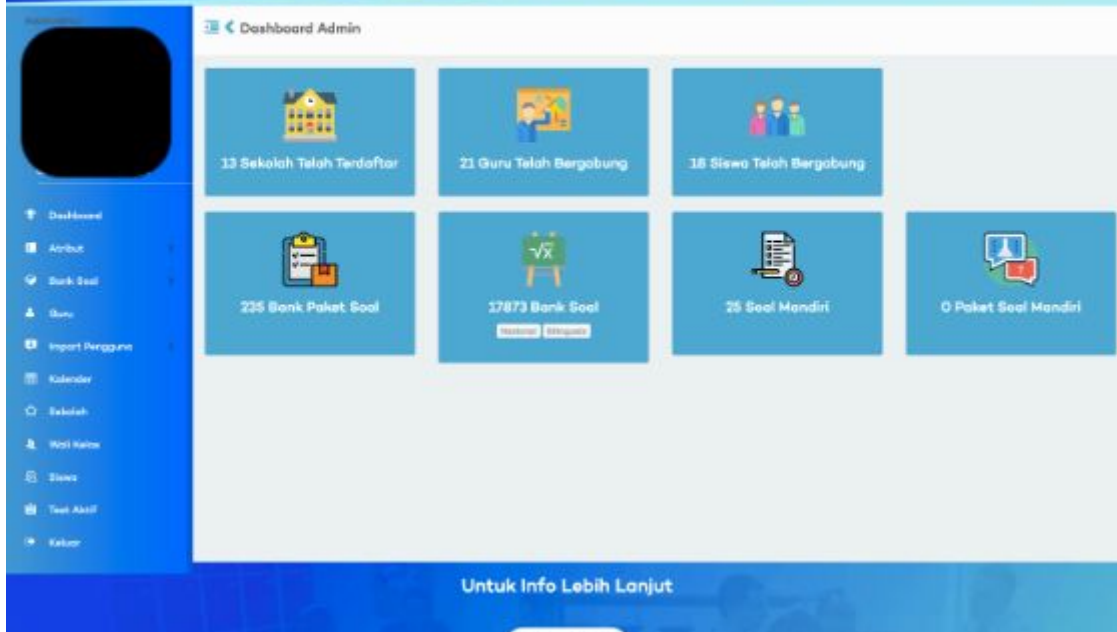 Dashboard Admin
13 Sekolah Telah Terdaftar
21 Guru Telah Bergabung
18 Siswa Telah Bergabung
Dashboard
Atribut
Bank Soal
Guru
Import Pengguna
Kalender
Sekolah
Wali Kelas
Siswa
Test Aktif
Keluar
235 Bank Paket Soal
√x
17873 Bank Soal
Nasional Bilingual
25 Soal Mandiri
0 Paket Soal Mandiri
Untuk Info Lebih Lanjut